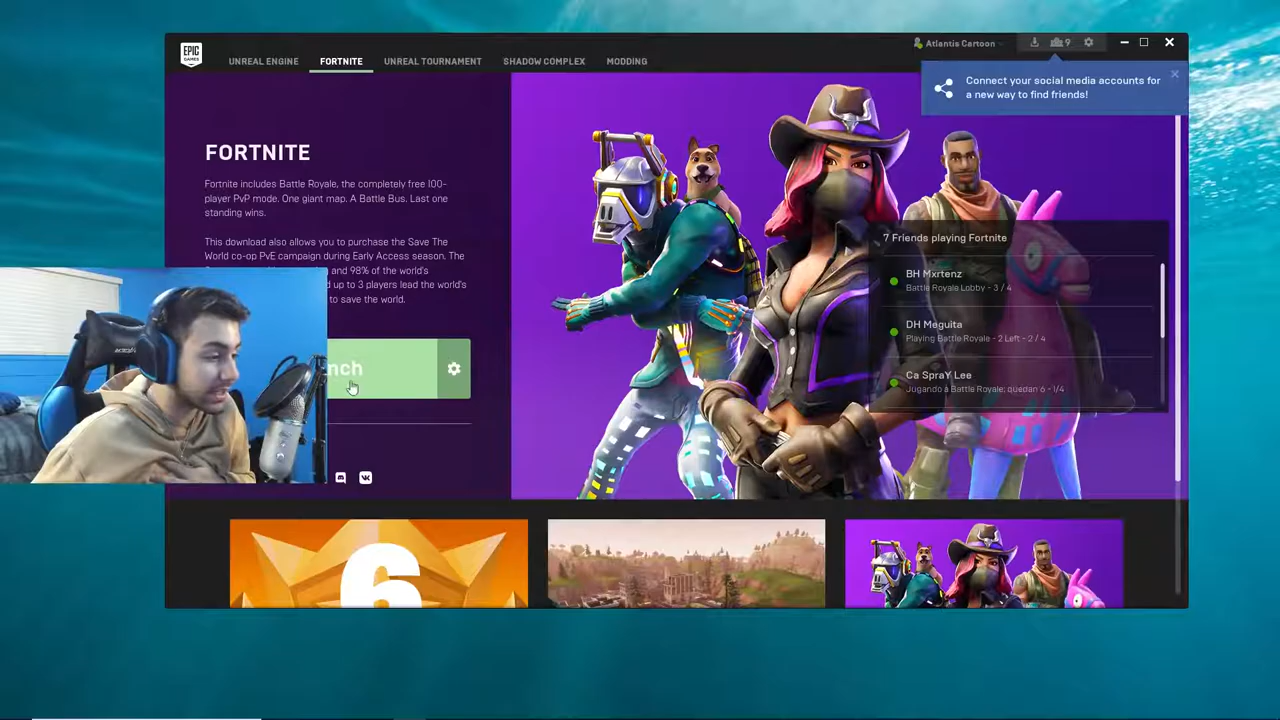 EPIC GAMES
UNREAL ENGINE
FORTNITE
UNREAL TOURNAMENT
SHADOW COMPLEX
MODDING
Atlantis Cartoon
9
Connect your social media accounts for
a new way to find friends!
FORTNITE
Fortnite includes Battle Royale, the completely free 100-
player PvP mode. One giant map. A Battle Bus. Last one
standing wins.
This download also allows you to purchase the Save The
World co-op PvE campaign during Early Access season. The
and 98% of the world's
d up to 3 players lead the world's
to save the world.
nch
7 Friends playing Fortnite
BH Mxrtenz
Battle Royale Lobby - 3 / 4
DH Meguita
Playing Battle Royale - 2 Left - 2 / 4
Ca SpraY Lee
Jugando a Battle Royale: quedan 6 - 1/4
6